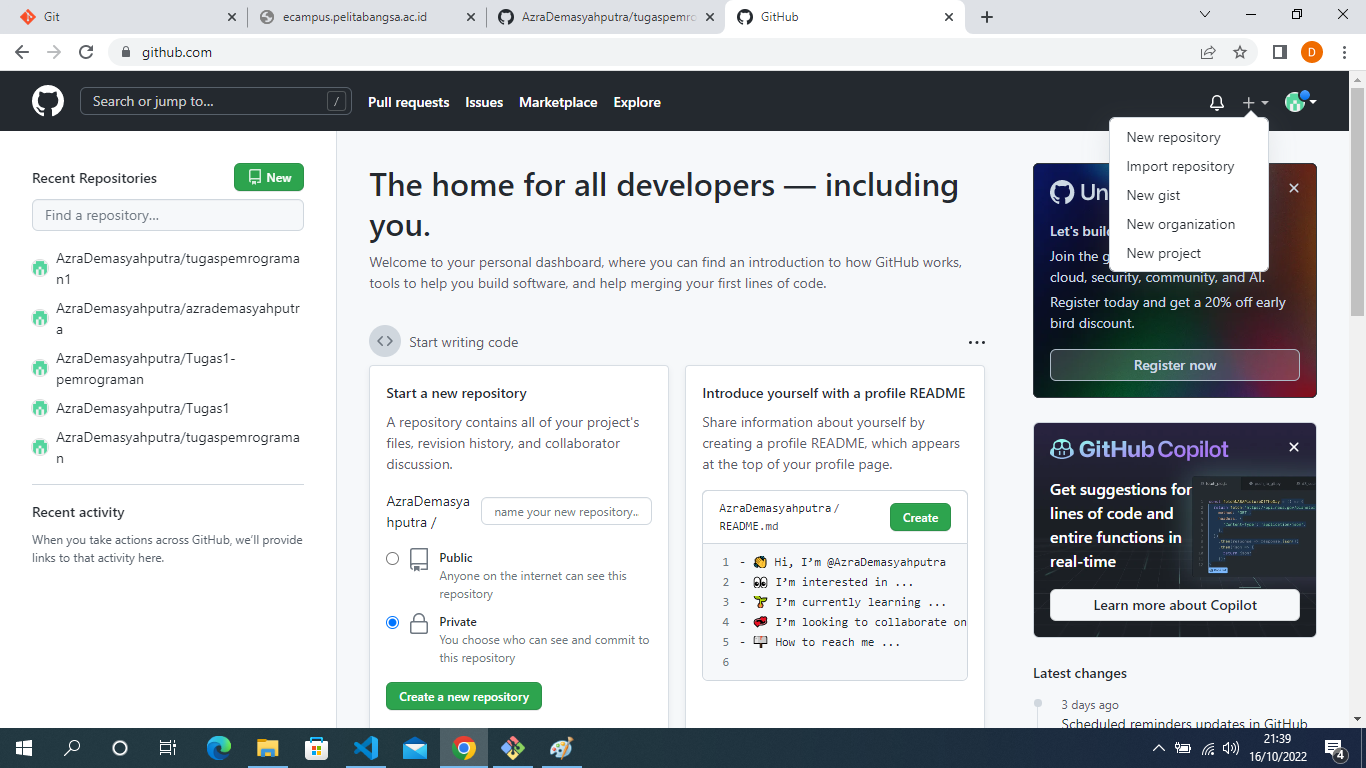 Git
ecampus.pelitabangsa.ac.id
AzraDemasyahputra/tugaspemro
GitHub
github.com
D
Search or jump to...
/
Pull requests
Issues
Marketplace
Explore
New repository
Import repository
New gist
New organization
New project
Recent Repositories
New
Find a repository...
AzraDemasyahputra/tugaspemrograma
n1
AzraDemasyahputra/azrademasyahputr
a
AzraDemasyahputra/Tugas1-
pemrograman
AzraDemasyahputra/Tugas1
AzraDemasyahputra/tugaspemrograma
n
Recent activity
When you take actions across GitHub, we'll provide
links to that activity here.
The home for all developers — including
you.
Welcome to your personal dashboard, where you can find an introduction to how GitHub works,
tools to help you build software, and help merging your first lines of code.
Start writing code
Start a new repository
A repository contains all of your project's
files, revision history, and collaborator
discussion.
AzraDemasya
hputra /
name your new repository...
Public
Anyone on the internet can see this
repository
Private
You choose who can see and commit to
this repository
Create a new repository
Introduce yourself with a profile README
Share information about yourself by
creating a profile README, which appears
at the top of your profile page.
AzraDemasyahputra /
README.md
Create
1 - 👋 Hi, I'm @AzraDemasyahputra
2 - 👀 I'm interested in ...
3 - 🌱 I'm currently learning ...
4 - 💞️ I'm looking to collaborate on
5 - 📫 How to reach me ...
6
Un
Let's build
Join the g
cloud, security, community, and AI.
Register today and get a 20% off early
bird discount.
Register now
GitHub Copilot
Get suggestions for
lines of code and
entire functions in
real-time
Learn more about Copilot
Latest changes
3 days ago
Scheduled reminders updates in GitHub
21:39
16/10/2022
4